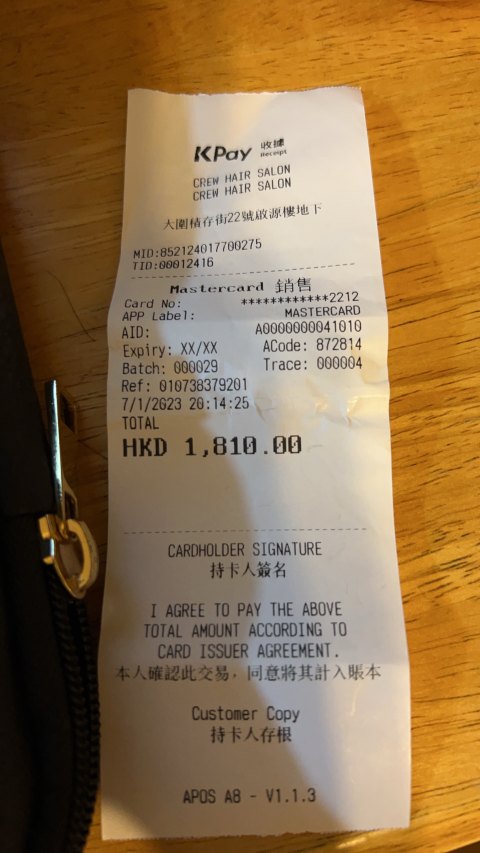 KPay 收據
Receipt
CREW HAIR SALON
CREW HAIR SALON
大圍積存街22號啟源樓地下
MID:852124017700275
TID:00012416
Mastercard 銷售
Card No: ************2212
APP Label: MASTERCARD
AID: A0000000041010
Expiry: XX/XX ACode: 872814
Batch: 000029 Trace: 000004
Ref: 010738379201
7/1/2023 20:14:25
TOTAL
HKD 1,810.00
CARDHOLDER SIGNATURE
持卡人簽名
I AGREE TO PAY THE ABOVE
TOTAL AMOUNT ACCORDING TO
CARD ISSUER AGREEMENT.
本人確認此交易，同意將其計入賬本
Customer Copy
持卡人存根
APOS A8 - V1.1.3